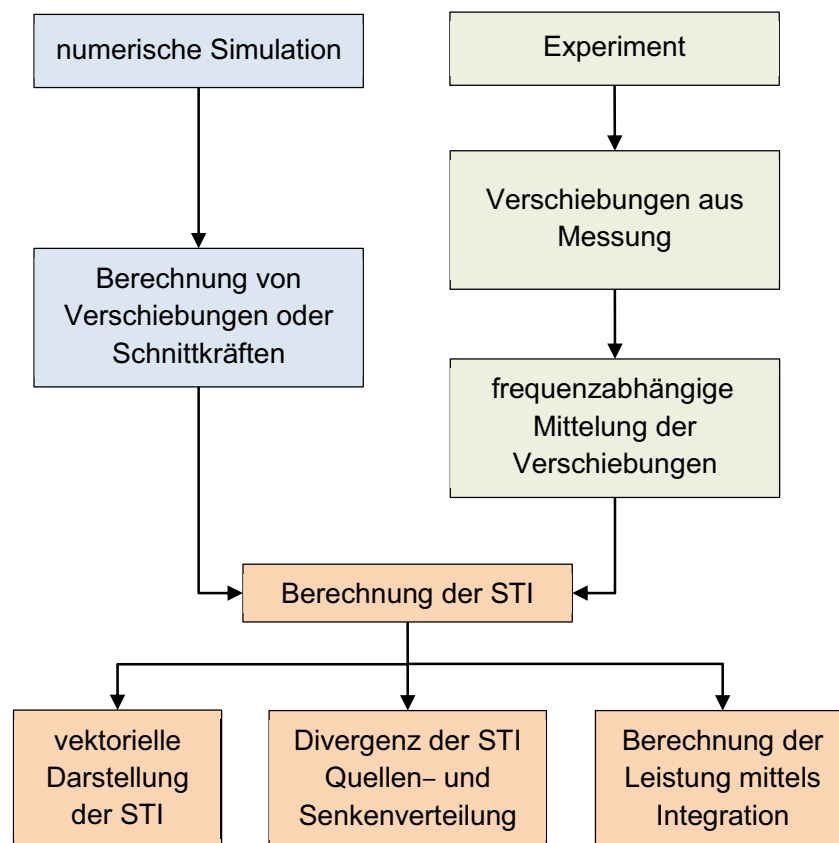 numerische Simulation
Experiment
Verschiebungen aus
Messung
Berechnung von
Verschiebungen oder
Schnittkräften
frequenzabhängige
Mittelung der
Verschiebungen
Berechnung der STI
vektorielle
Darstellung
der STI
Divergenz der STI
Quellen– und
Senkenverteilung
Berechnung der
Leistung mittels
Integration